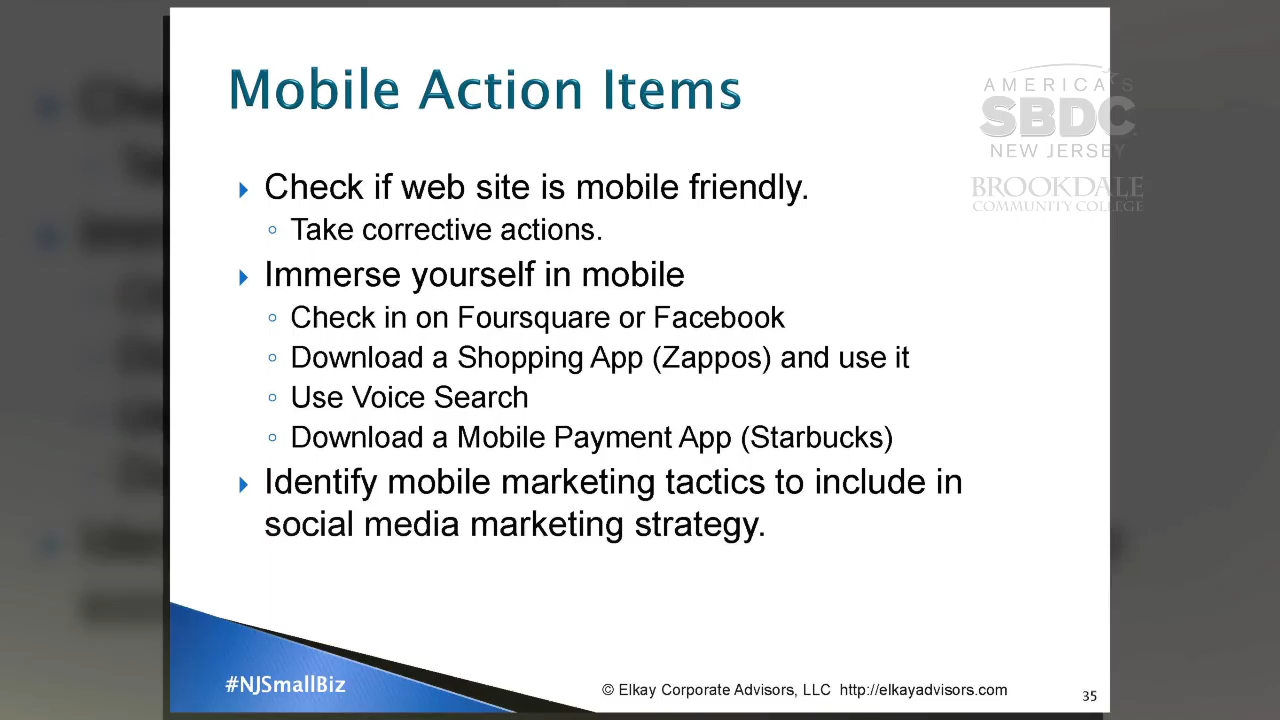 Mobile Action Items
AMERICA'S
SBDC
NEW JERSEY
BROOKDALE
COMMUNITY COLLEGE
Check if web site is mobile friendly.
Take corrective actions.
Immerse yourself in mobile
Check in on Foursquare or Facebook
Download a Shopping App (Zappos) and use it
Use Voice Search
Download a Mobile Payment App (Starbucks)
Identify mobile marketing tactics to include in
social media marketing strategy.
#NJSmallBiz
© Elkay Corporate Advisors, LLC http://elkayadvisors.com
35